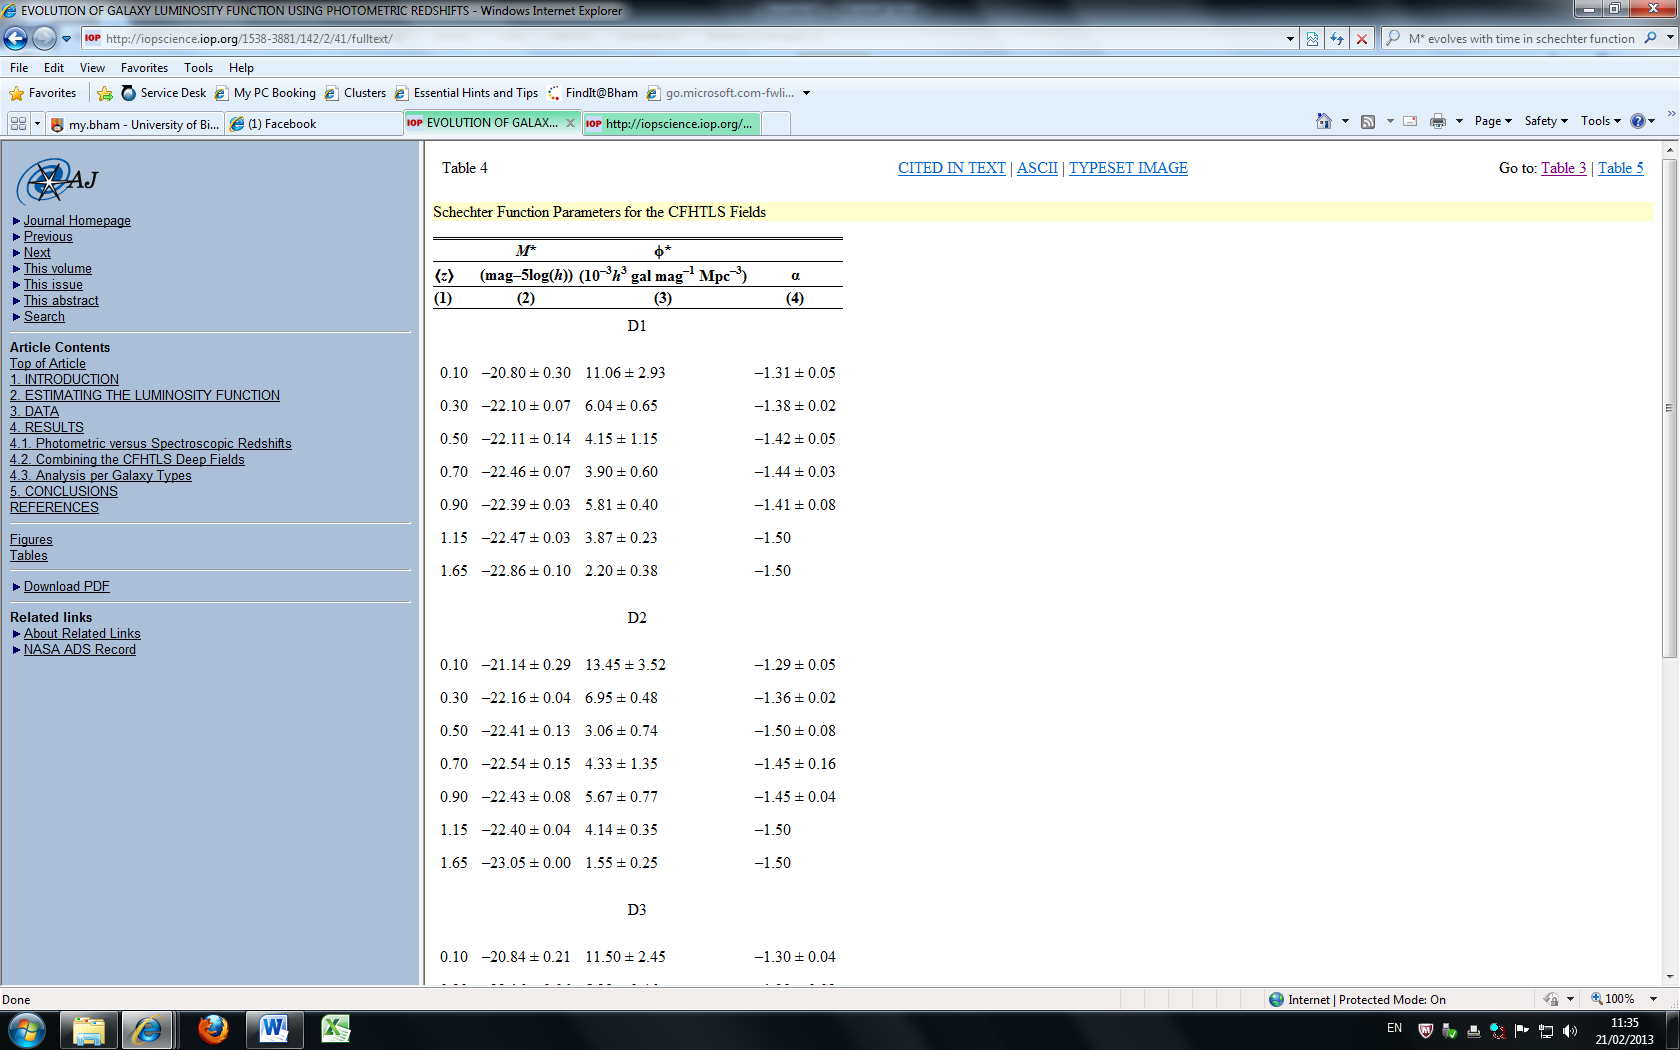 EVOLUTION OF GALAXY LUMINOSITY FUNCTION USING PHOTOMETRIC REDSHIFTS - Windows Internet Explorer
IOP http://iopscience.iop.org/1538-3881/142/2/41/fulltext/
M* evolves with time in schechter function
File Edit View Favorites Tools Help
Favorites Service Desk My PC Booking Clusters Essential Hints and Tips FindIt@Bham go.microsoft.com-fwli...
my.bham - University of Bi... (1) Facebook IOP EVOLUTION OF GALAX... IOP http://iopscience.iop.org/... Page Safety Tools
AJ
Journal Homepage
Previous
Next
This volume
This issue
This abstract
Search
Article Contents
Top of Article
1. INTRODUCTION
2. ESTIMATING THE LUMINOSITY FUNCTION
3. DATA
4. RESULTS
4.1. Photometric versus Spectroscopic Redshifts
4.2. Combining the CFHTLS Deep Fields
4.3. Analysis per Galaxy Types
5. CONCLUSIONS
REFERENCES
Figures
Tables
Download PDF
Related links
About Related Links
NASA ADS Record
Table 4 CITED IN TEXT | ASCII | TYPESET IMAGE Go to: Table 3 | Table 5
Schechter Function Parameters for the CFHTLS Fields
M* ϕ*
⟨z⟩ (mag–5log(h)) (10⁻³h³ gal mag⁻¹ Mpc⁻³) α
(1) (2) (3) (4)
D1
0.10 –20.80 ± 0.30 11.06 ± 2.93 –1.31 ± 0.05
0.30 –22.10 ± 0.07 6.04 ± 0.65 –1.38 ± 0.02
0.50 –22.11 ± 0.14 4.15 ± 1.15 –1.42 ± 0.05
0.70 –22.46 ± 0.07 3.90 ± 0.60 –1.44 ± 0.03
0.90 –22.39 ± 0.03 5.81 ± 0.40 –1.41 ± 0.08
1.15 –22.47 ± 0.03 3.87 ± 0.23 –1.50
1.65 –22.86 ± 0.10 2.20 ± 0.38 –1.50
D2
0.10 –21.14 ± 0.29 13.45 ± 3.52 –1.29 ± 0.05
0.30 –22.16 ± 0.04 6.95 ± 0.48 –1.36 ± 0.02
0.50 –22.41 ± 0.13 3.06 ± 0.74 –1.50 ± 0.08
0.70 –22.54 ± 0.15 4.33 ± 1.35 –1.45 ± 0.16
0.90 –22.43 ± 0.08 5.67 ± 0.77 –1.45 ± 0.04
1.15 –22.40 ± 0.04 4.14 ± 0.35 –1.50
1.65 –23.05 ± 0.00 1.55 ± 0.25 –1.50
D3
0.10 –20.84 ± 0.21 11.50 ± 2.45 –1.30 ± 0.04
Done Internet | Protected Mode: On 100%
EN 11:35
21/02/2013